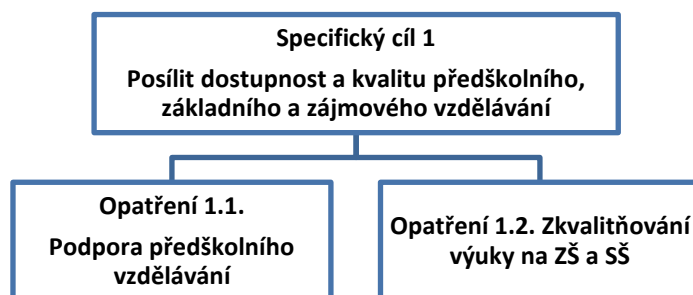 Specifický cíl 1
Posílit dostupnost a kvalitu předškolního,
základního a zájmového vzdělávání
Opatření 1.1.
Podpora předškolního
vzdělávání
Opatření 1.2. Zkvalitňování
výuky na ZŠ a SŠ